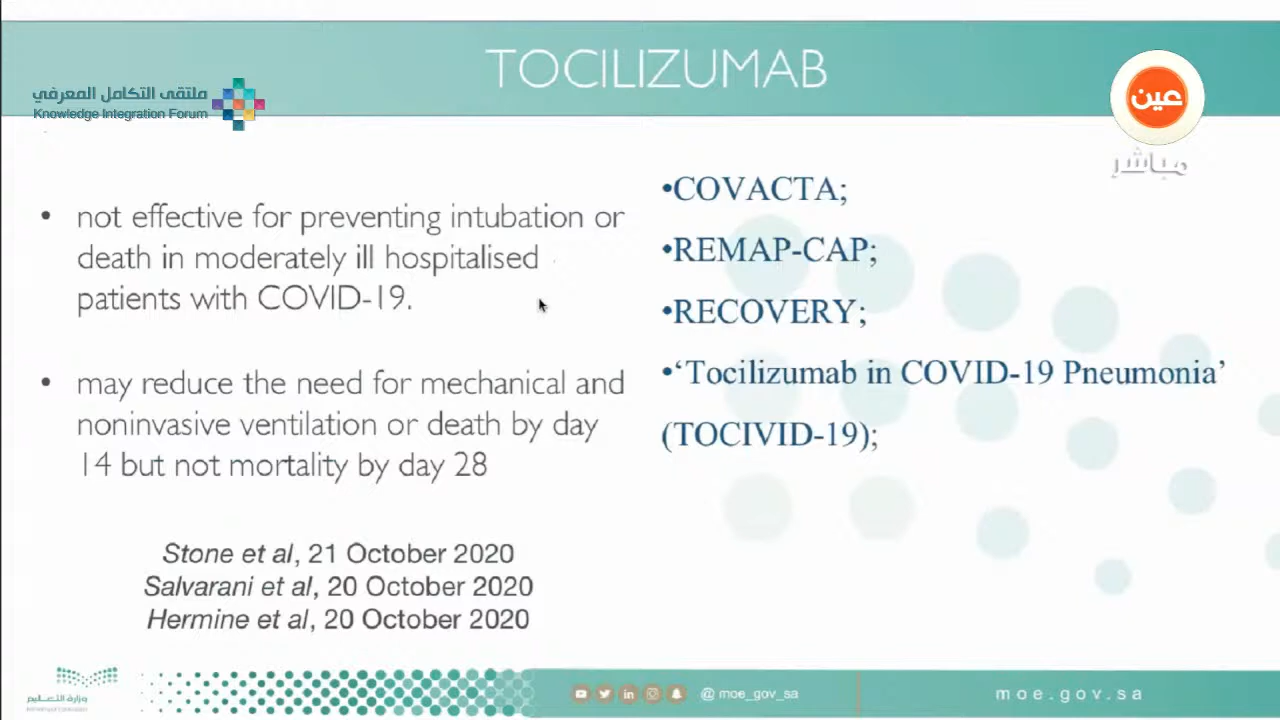 TOCILIZUMAB
ملتقى التكامل المعرفي
Knowledge Integration Forum
عين
مباشر
• not effective for preventing intubation or
death in moderately ill hospitalised
patients with COVID-19.
• may reduce the need for mechanical and
noninvasive ventilation or death by day
14 but not mortality by day 28
Stone et al, 21 October 2020
Salvarani et al, 20 October 2020
Hermine et al, 20 October 2020
•COVACTA;
•REMAP-CAP;
•RECOVERY;
•‘Tocilizumab in COVID-19 Pneumonia’
(TOCIVID-19);
وزارة التعليم
@ moe_gov_sa
moe.gov.sa